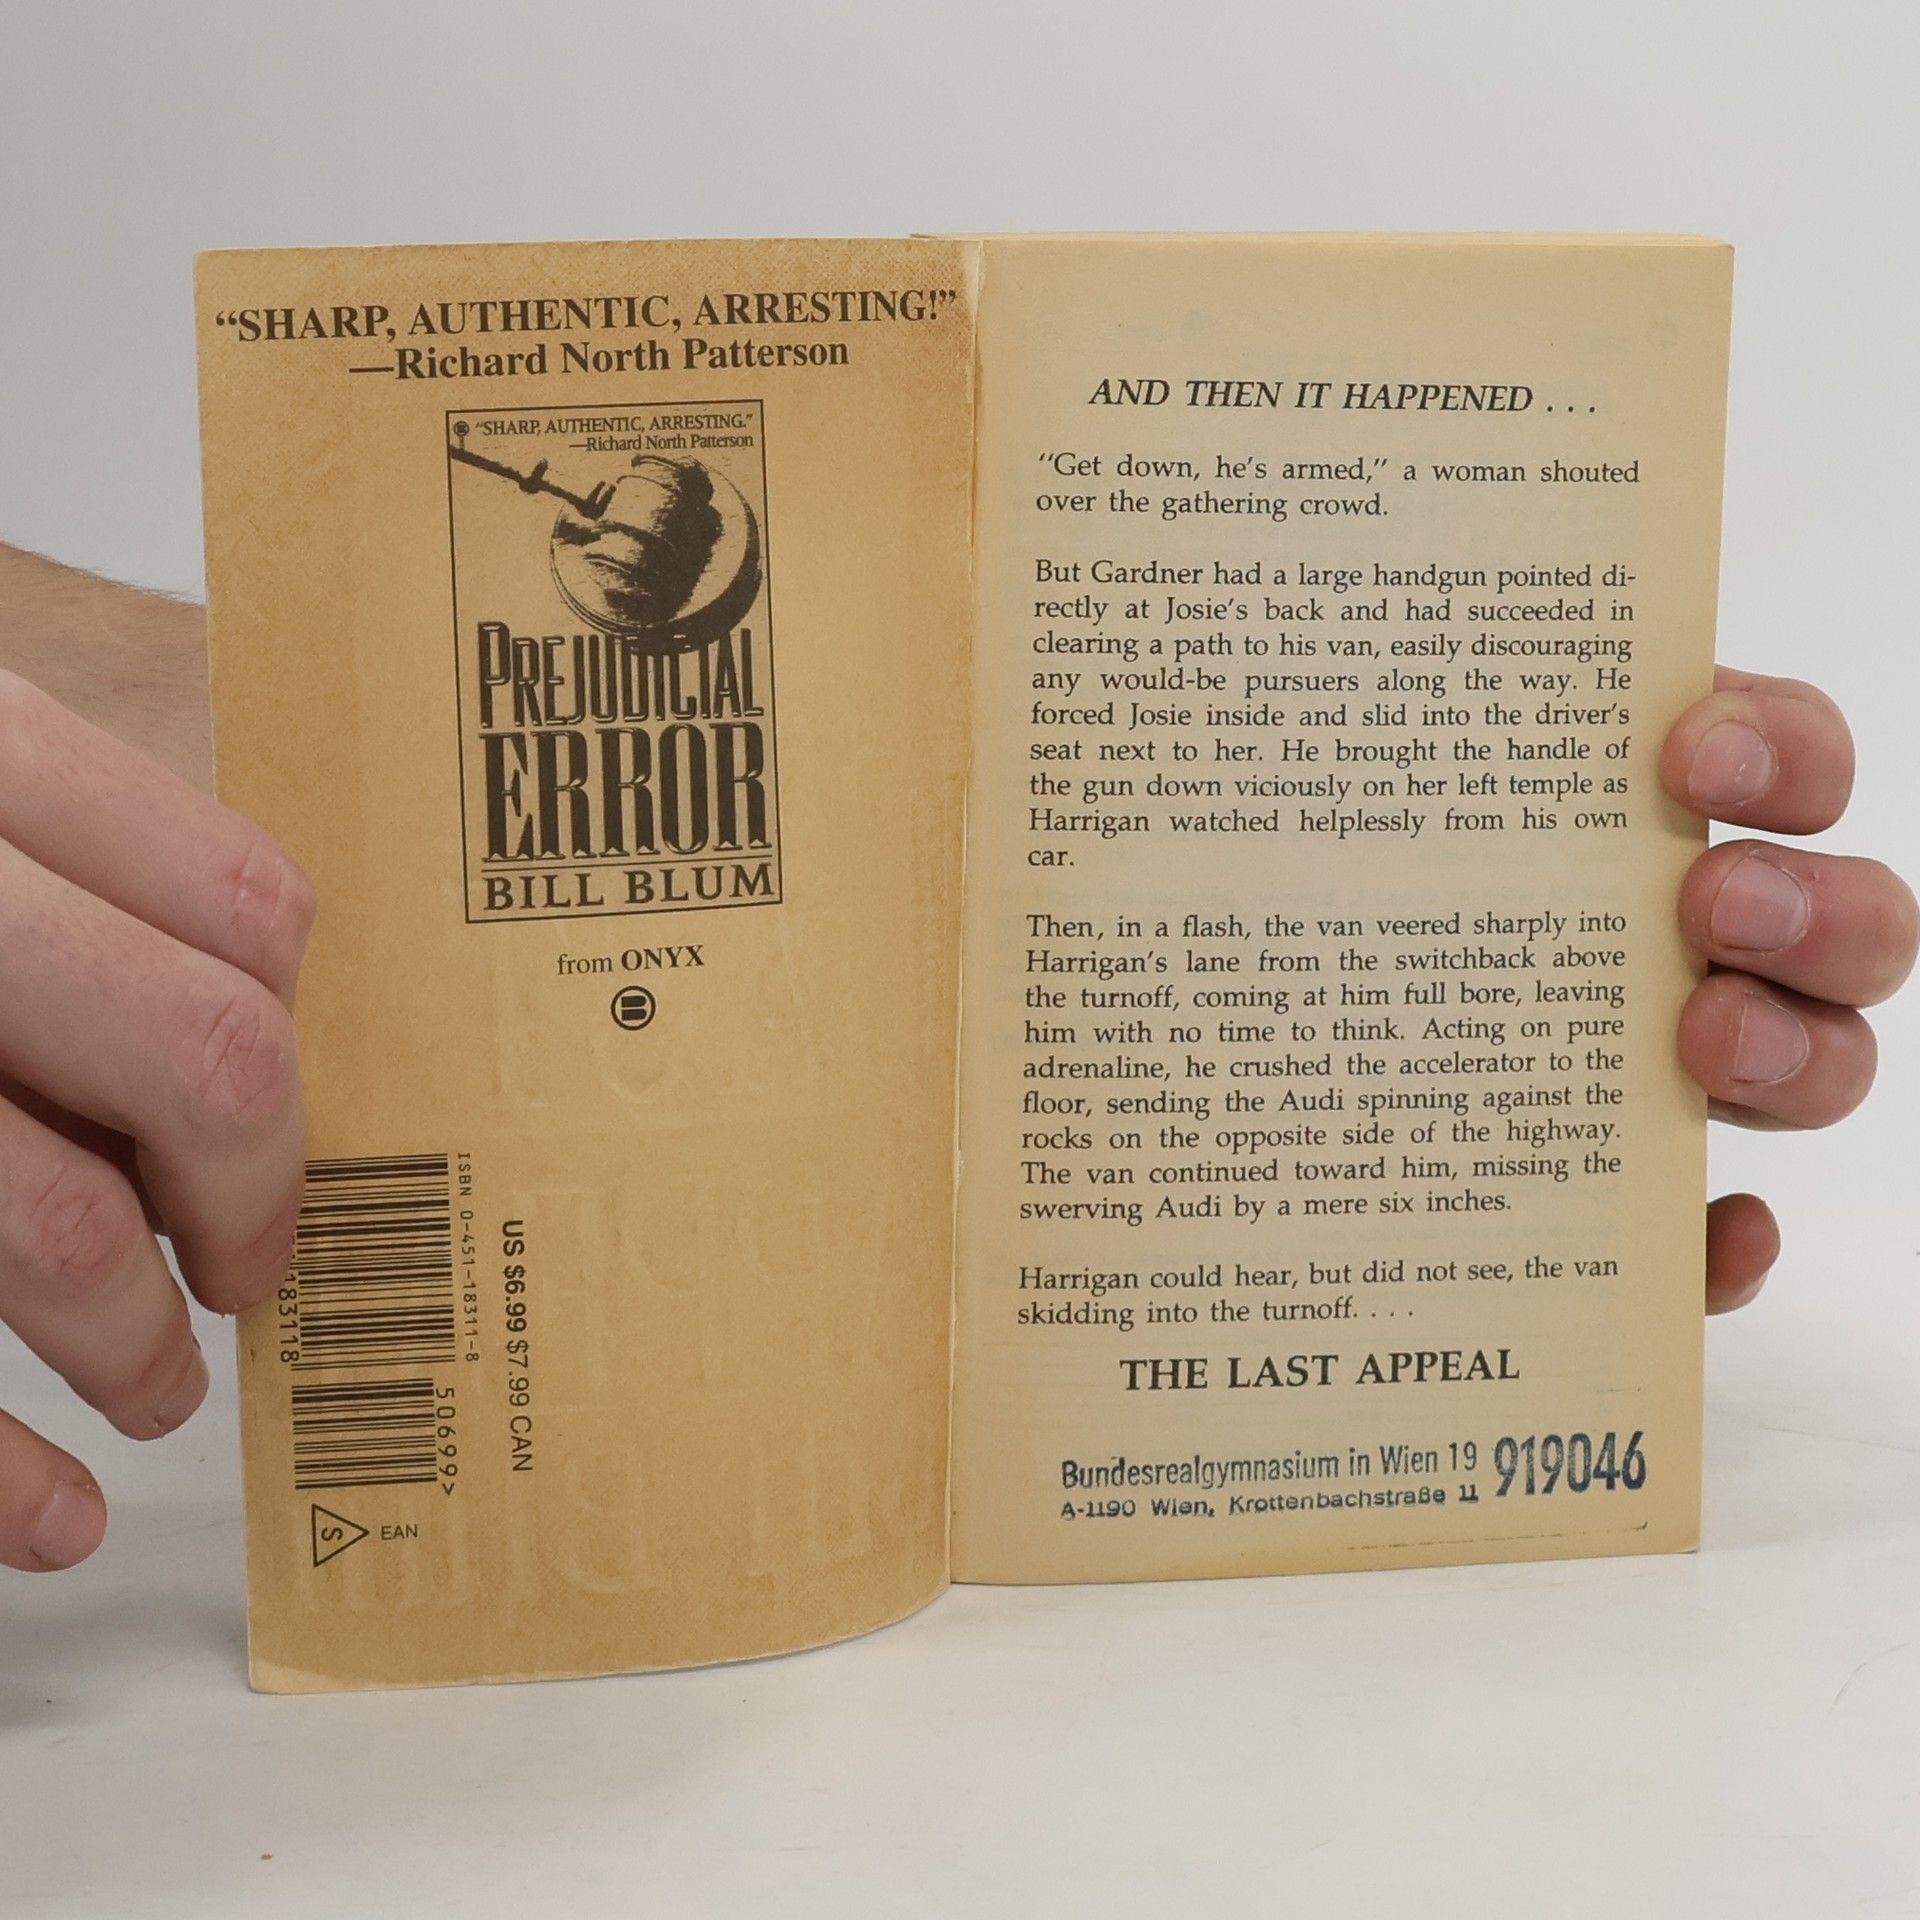 “SHARP, AUTHENTIC, ARRESTING!”
—Richard North Patterson
“SHARP, AUTHENTIC, ARRESTING.”
—Richard North Patterson
PREJUDICIAL
ERROR
BILL BLUM
from ONYX
ISBN 0-451-18311-8
183118
50699>
US $6.99 $7.99 CAN
S
EAN
AND THEN IT HAPPENED . . .
“Get down, he's armed,” a woman shouted
over the gathering crowd.
But Gardner had a large handgun pointed di-
rectly at Josie's back and had succeeded in
clearing a path to his van, easily discouraging
any would-be pursuers along the way. He
forced Josie inside and slid into the driver's
seat next to her. He brought the handle of
the gun down viciously on her left temple as
Harrigan watched helplessly from his own
car.
Then, in a flash, the van veered sharply into
Harrigan's lane from the switchback above
the turnoff, coming at him full bore, leaving
him with no time to think. Acting on pure
adrenaline, he crushed the accelerator to the
floor, sending the Audi spinning against the
rocks on the opposite side of the highway.
The van continued toward him, missing the
swerving Audi by a mere six inches.
Harrigan could hear, but did not see, the van
skidding into the turnoff. . . .
THE LAST APPEAL
Bundesrealgymnasium in Wien 19 919046
A-1190 Wien, Krottenbachstraße 11